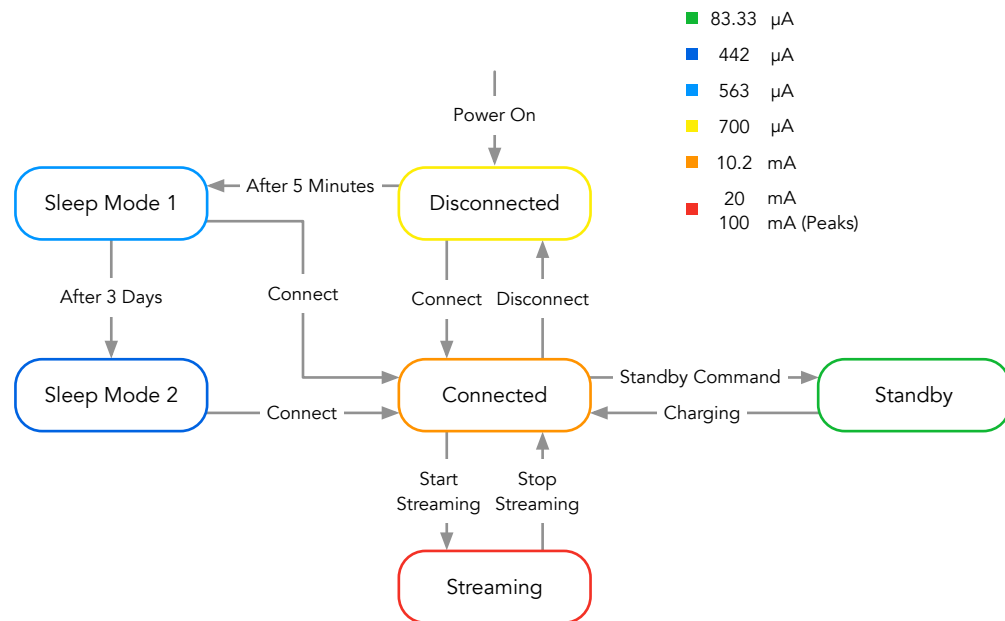 83.33 µA
442 µA
563 µA
700 µA
10.2 mA
20 mA
100 mA (Peaks)
Power On
Sleep Mode 1
After 5 Minutes
Disconnected
After 3 Days
Connect
Connect
Disconnect
Sleep Mode 2
Connect
Connected
Standby Command
Charging
Standby
Start
Streaming
Stop
Streaming
Streaming